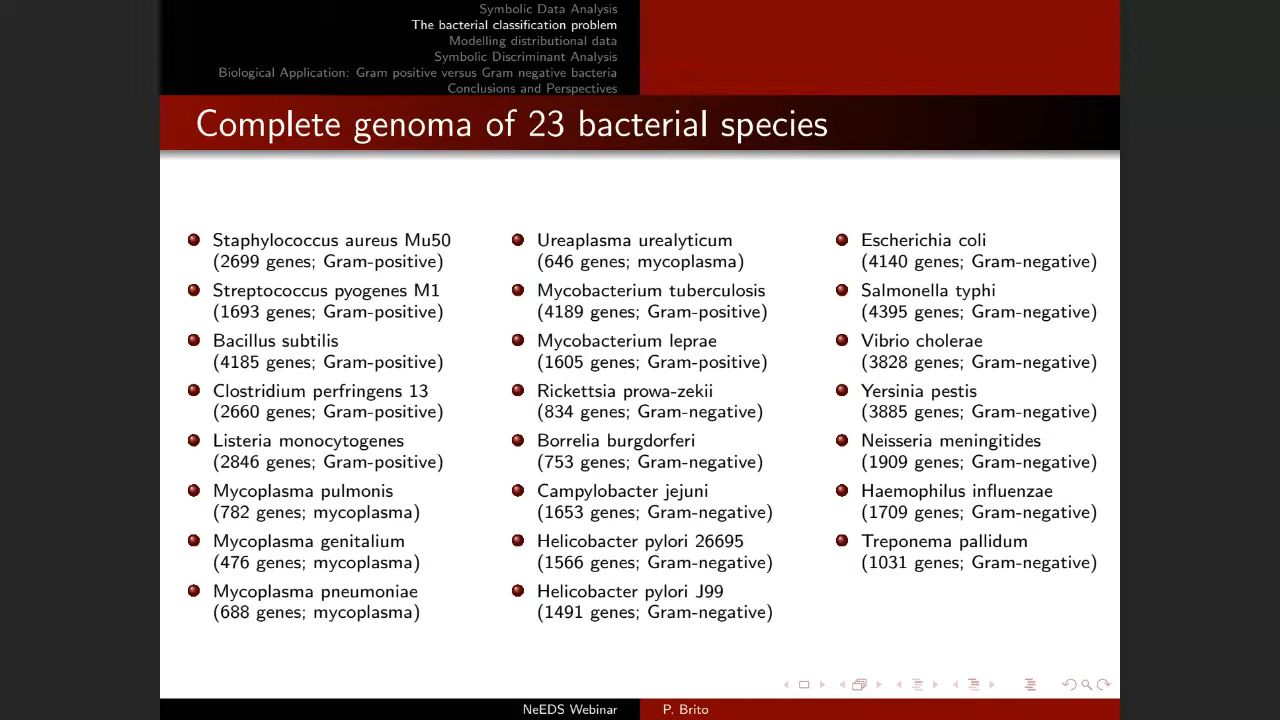 Symbolic Data Analysis
The bacterial classification problem
Modelling distributional data
Symbolic Discriminant Analysis
Biological Application: Gram positive versus Gram negative bacteria
Conclusions and Perspectives
Complete genoma of 23 bacterial species
Staphylococcus aureus Mu50
(2699 genes; Gram-positive)
Streptococcus pyogenes M1
(1693 genes; Gram-positive)
Bacillus subtilis
(4185 genes; Gram-positive)
Clostridium perfringens 13
(2660 genes; Gram-positive)
Listeria monocytogenes
(2846 genes; Gram-positive)
Mycoplasma pulmonis
(782 genes; mycoplasma)
Mycoplasma genitalium
(476 genes; mycoplasma)
Mycoplasma pneumoniae
(688 genes; mycoplasma)
Ureaplasma urealyticum
(646 genes; mycoplasma)
Mycobacterium tuberculosis
(4189 genes; Gram-positive)
Mycobacterium leprae
(1605 genes; Gram-positive)
Rickettsia prowa-zekii
(834 genes; Gram-negative)
Borrelia burgdorferi
(753 genes; Gram-negative)
Campylobacter jejuni
(1653 genes; Gram-negative)
Helicobacter pylori 26695
(1566 genes; Gram-negative)
Helicobacter pylori J99
(1491 genes; Gram-negative)
Escherichia coli
(4140 genes; Gram-negative)
Salmonella typhi
(4395 genes; Gram-negative)
Vibrio cholerae
(3828 genes; Gram-negative)
Yersinia pestis
(3885 genes; Gram-negative)
Neisseria meningitides
(1909 genes; Gram-negative)
Haemophilus influenzae
(1709 genes; Gram-negative)
Treponema pallidum
(1031 genes; Gram-negative)
NeEDS Webinar
P. Brito